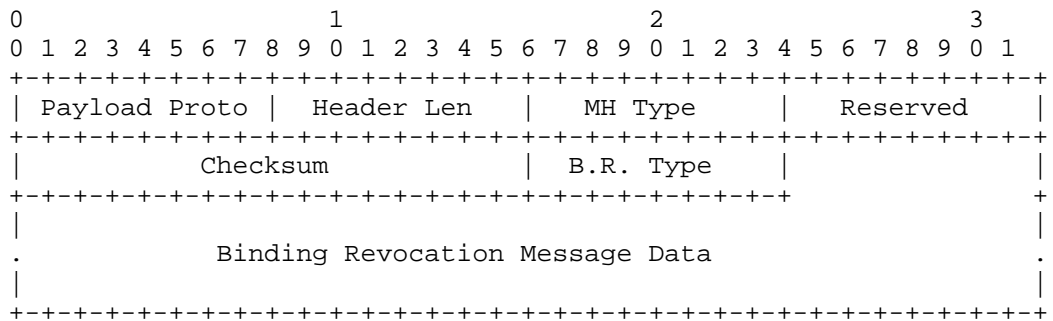 0                   1                   2                   3
0 1 2 3 4 5 6 7 8 9 0 1 2 3 4 5 6 7 8 9 0 1 2 3 4 5 6 7 8 9 0 1
+-+-+-+-+-+-+-+-+-+-+-+-+-+-+-+-+-+-+-+-+-+-+-+-+-+-+-+-+-+-+-+-+
| Payload Proto |  Header Len   |   MH Type     |   Reserved    |
+-+-+-+-+-+-+-+-+-+-+-+-+-+-+-+-+-+-+-+-+-+-+-+-+-+-+-+-+-+-+-+-+
|           Checksum            |  B.R. Type    |               |
+-+-+-+-+-+-+-+-+-+-+-+-+-+-+-+-+-+-+-+-+-+-+-+-+               +
|                                                               |
.            Binding Revocation Message Data                    .
|                                                               |
+-+-+-+-+-+-+-+-+-+-+-+-+-+-+-+-+-+-+-+-+-+-+-+-+-+-+-+-+-+-+-+-+